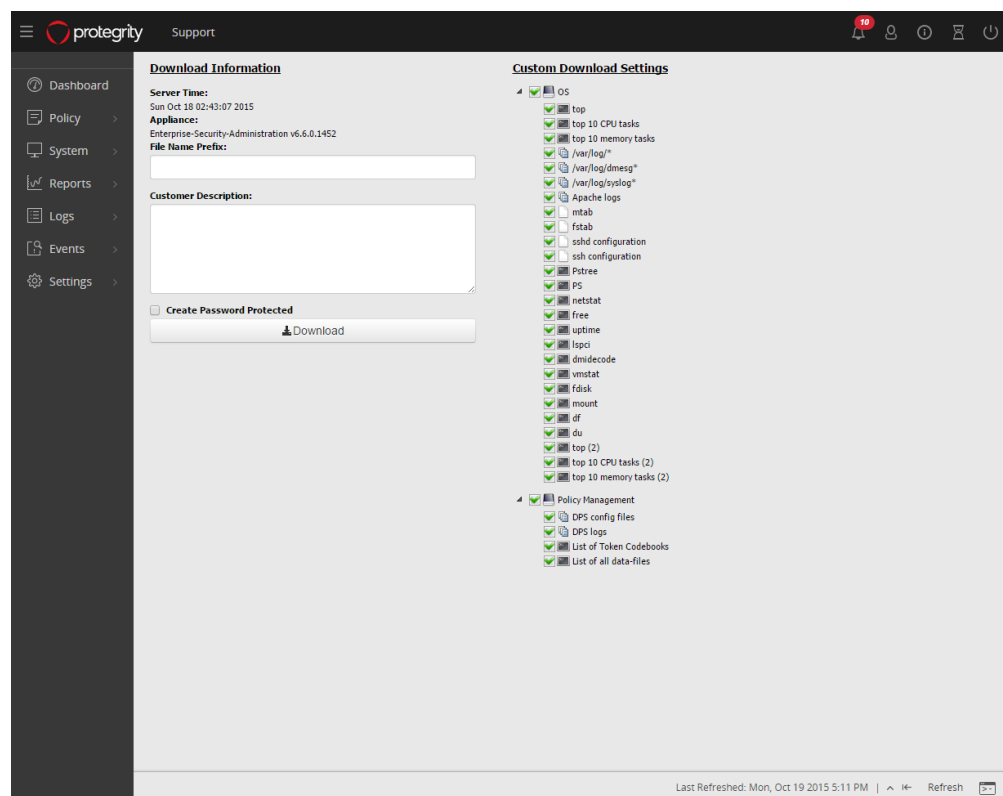 protegrity
Support
10
Dashboard
Policy
System
Reports
Logs
Events
Settings
Download Information
Server Time:
Sun Oct 18 02:43:07 2015
Appliance:
Enterprise-Security-Administration v6.6.0.1452
File Name Prefix:
Customer Description:
Create Password Protected
Download
Custom Download Settings
OS
top
top 10 CPU tasks
top 10 memory tasks
/var/log/*
/var/log/dmesg*
/var/log/syslog*
Apache logs
mtab
fstab
sshd configuration
ssh configuration
Pstree
PS
netstat
free
uptime
lspci
dmidecode
vmstat
fdisk
mount
df
du
top (2)
top 10 CPU tasks (2)
top 10 memory tasks (2)
Policy Management
DPS config files
DPS logs
List of Token Codebooks
List of all data-files
Last Refreshed: Mon, Oct 19 2015 5:11 PM | Refresh